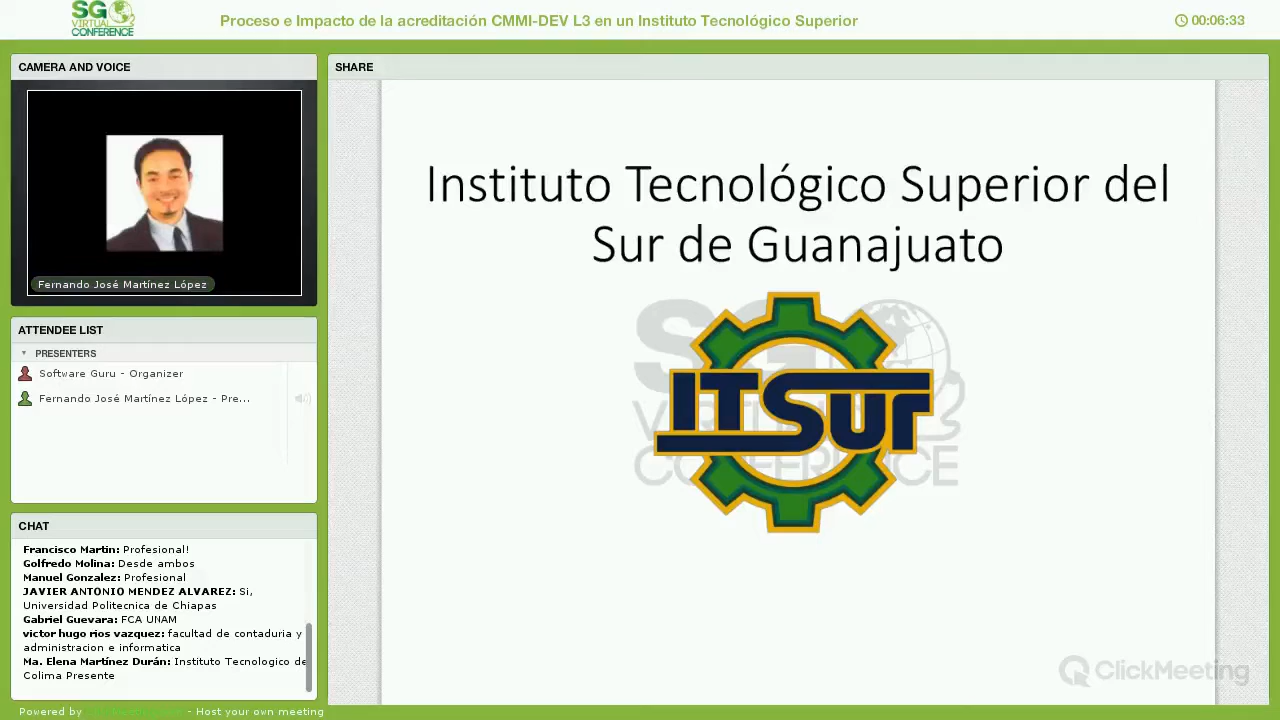 SG
VIRTUAL
CONFERENCE
Proceso e Impacto de la acreditación CMMI-DEV L3 en un Instituto Tecnológico Superior
00:06:33
CAMERA AND VOICE
Fernando José Martínez López
ATTENDEE LIST
PRESENTERS
Software Guru - Organizer
Fernando José Martínez López - Pre...
CHAT
Francisco Martin: Profesional!
Golfredo Molina: Desde ambos
Manuel Gonzalez: Profesional
JAVIER ANTONIO MENDEZ ALVAREZ: Si,
Universidad Politecnica de Chiapas
Gabriel Guevara: FCA UNAM
victor hugo rios vazquez: facultad de contaduria y
administracion e informatica
Ma. Elena Martínez Durán: Instituto Tecnologico de
Colima Presente
Powered by - Host your own meeting
SHARE
Instituto Tecnológico Superior del
Sur de Guanajuato
ITSur
ClickMeeting